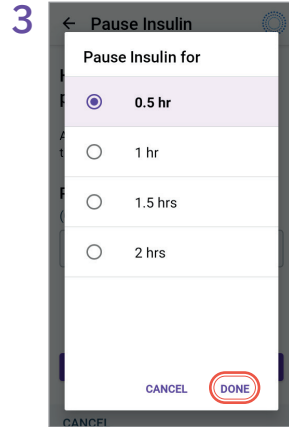 3
Pause Insulin
Pause Insulin for
0.5 hr
1 hr
1.5 hrs
2 hrs
CANCEL DONE
CANCEL